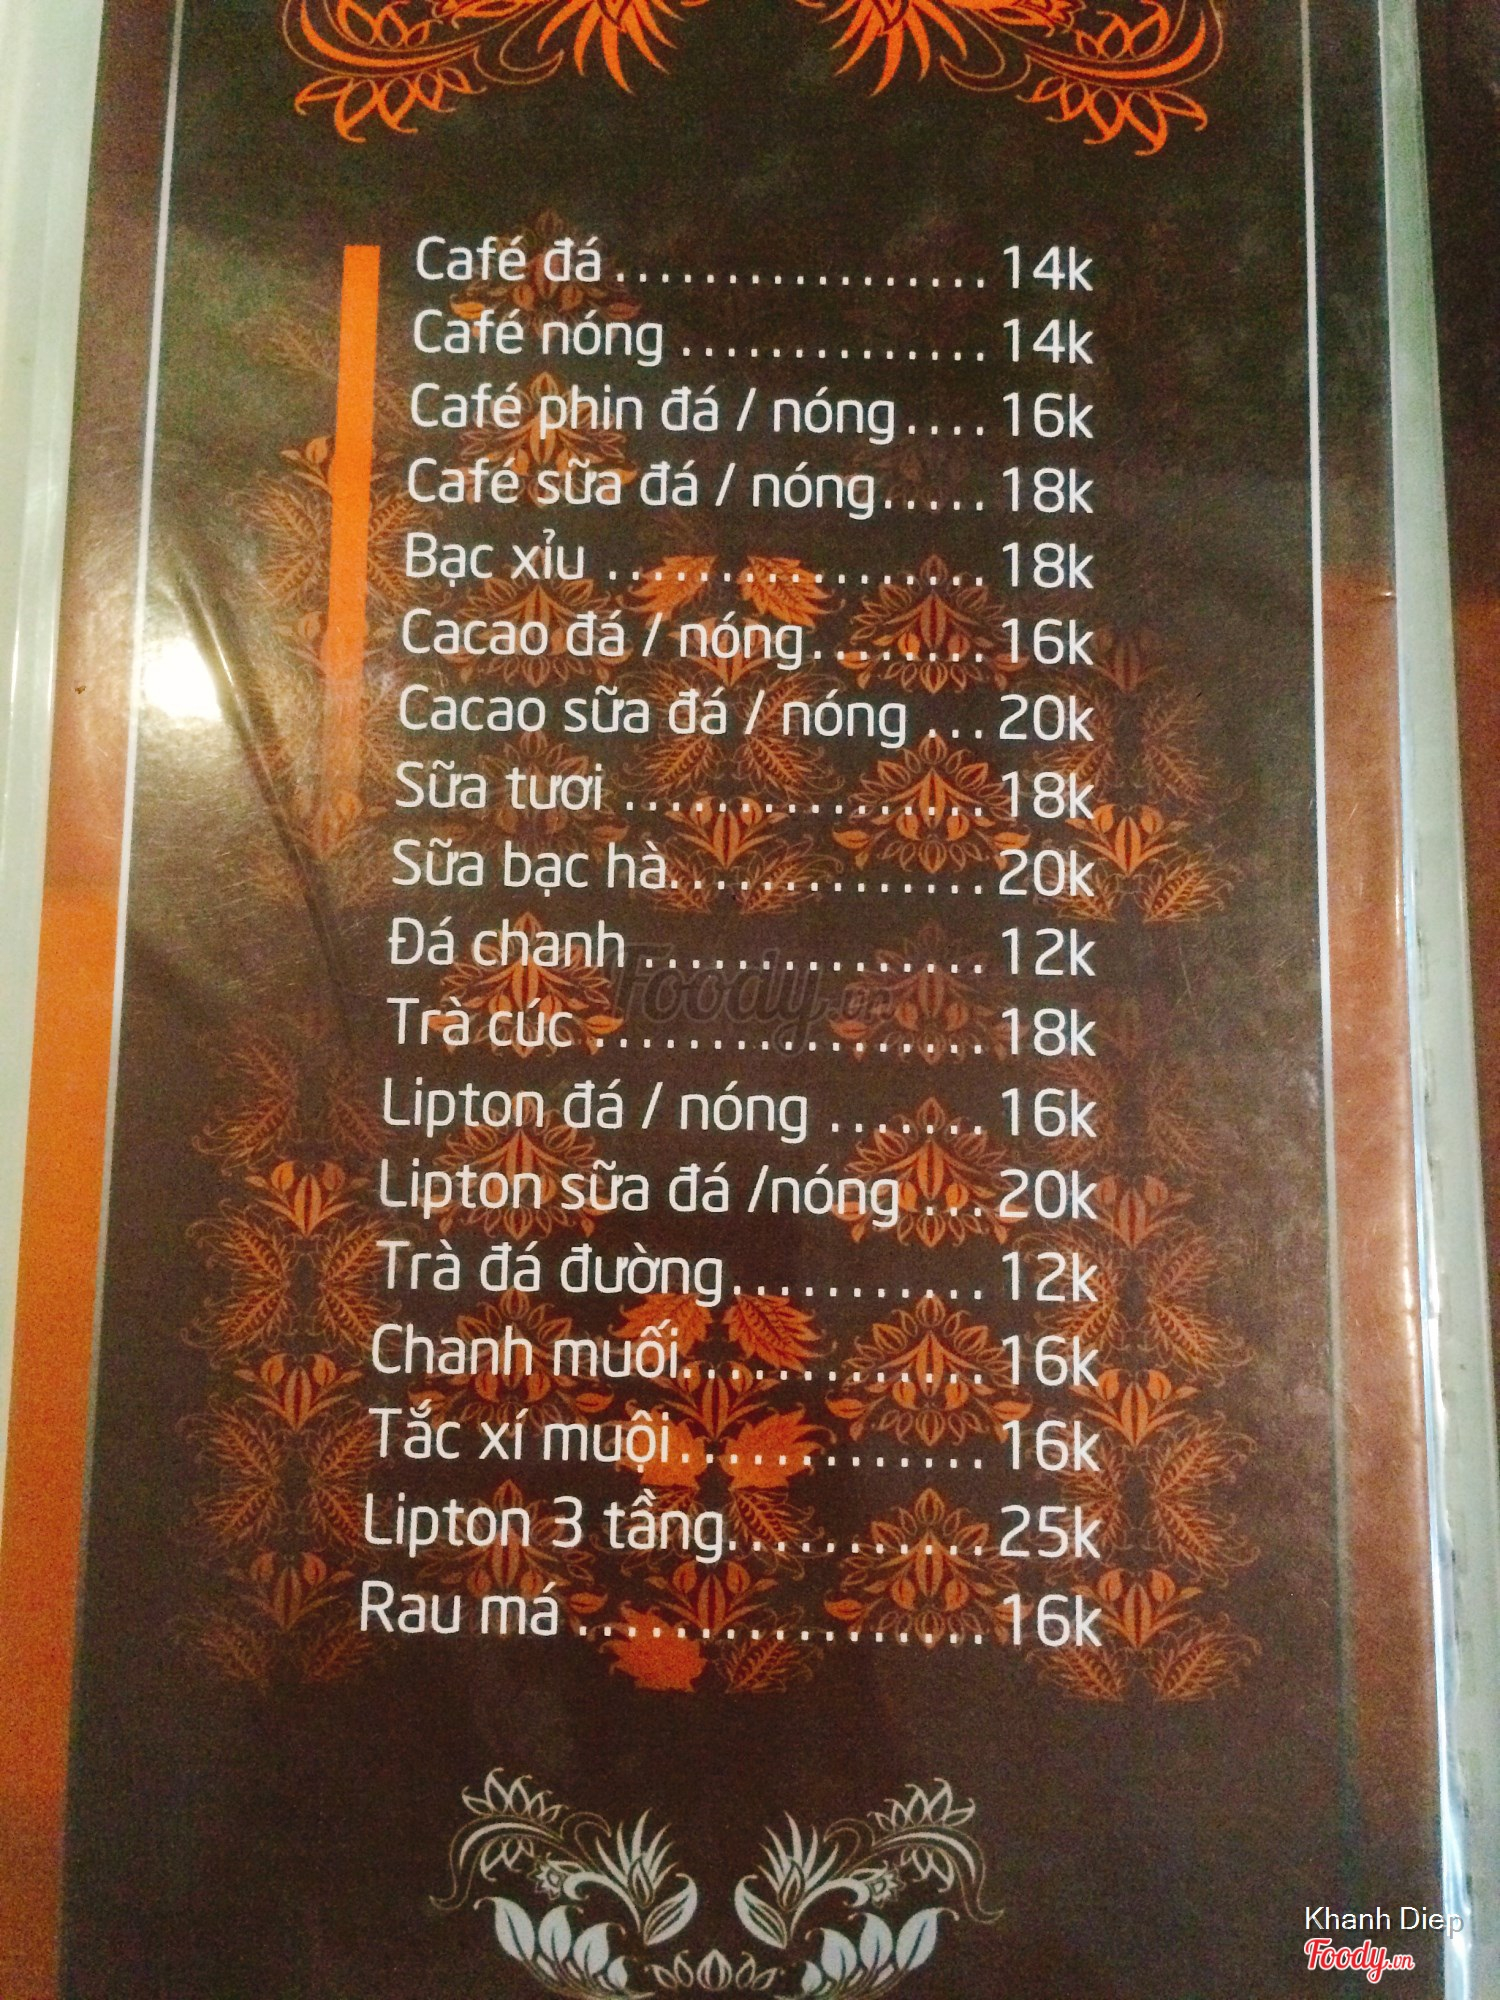 Café đá ................. 14k
Café nóng .............. 14k
Café phin đá / nóng .... 16k
Café sữa đá / nóng ..... 18k
Bạc xỉu ................. 18k
Cacao đá / nóng ........ 16k
Cacao sữa đá / nóng ... 20k
Sữa tươi ................ 18k
Sữa bạc hà .............. 20k
Đá chanh ............... 12k
Foody.vn
Trà cúc ................. 18k
Lipton đá / nóng ....... 16k
Lipton sữa đá /nóng ... 20k
Trà đá đường ........... 12k
Chanh muối ............. 16k
Tắc xí muội ............. 16k
Lipton 3 tầng ........... 25k
Rau má ................. 16k
Khanh Diep
Foody.vn